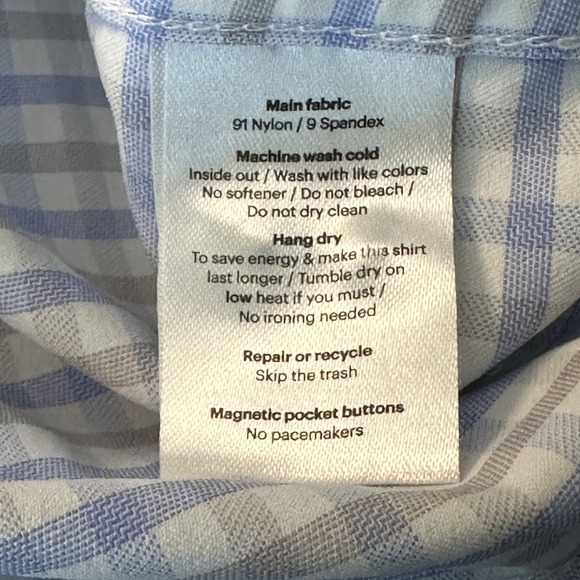 Main fabric
91 Nylon / 9 Spandex
Machine wash cold
Inside out / Wash with like colors
No softener / Do not bleach /
Do not dry clean
Hang dry
To save energy & make this shirt
last longer / Tumble dry on
low heat if you must /
No ironing needed
Repair or recycle
Skip the trash
Magnetic pocket buttons
No pacemakers